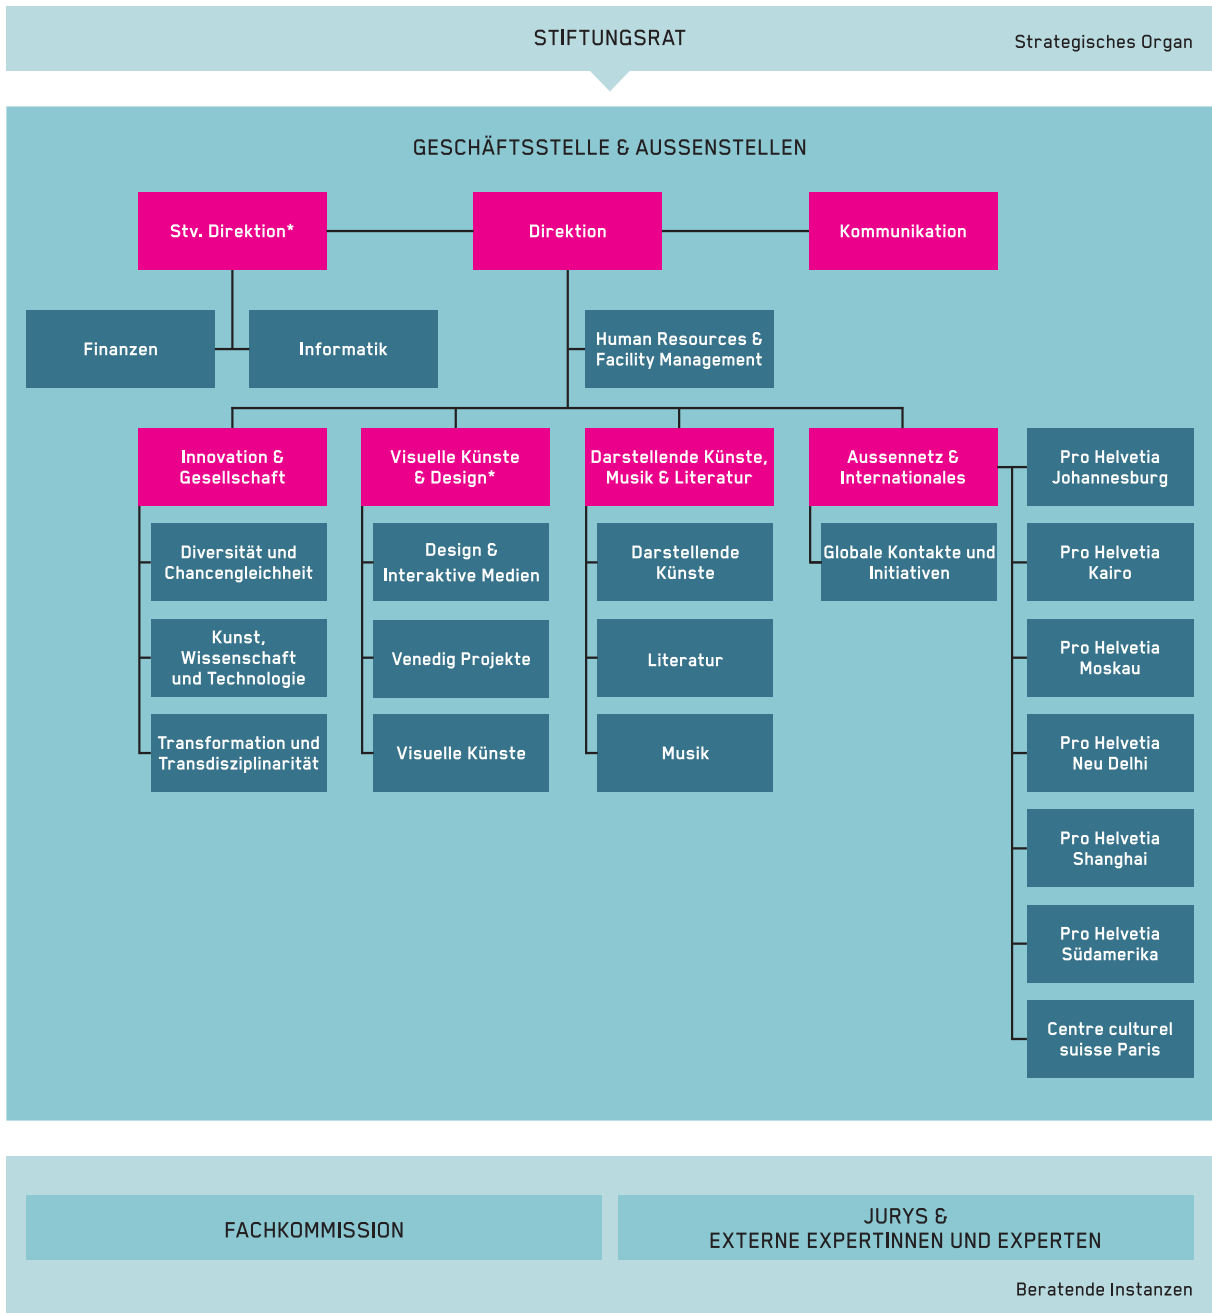 STIFTUNGSRAT
Strategisches Organ
GESCHÄFTSSTELLE & AUSSENSTELLEN
Stv. Direktion*
Direktion
Kommunikation
Finanzen
Informatik
Human Resources &
Facility Management
Innovation &
Gesellschaft
Visuelle Künste
& Design*
Darstellende Künste,
Musik & Literatur
Aussennetz &
Internationales
Pro Helvetia
Johannesburg
Diversität und
Chancengleichheit
Design &
Interaktive Medien
Darstellende
Künste
Globale Kontakte und
Initiativen
Pro Helvetia
Kairo
Kunst,
Wissenschaft
und Technologie
Venedig Projekte
Literatur
Pro Helvetia
Moskau
Transformation und
Transdisziplinarität
Visuelle Künste
Musik
Pro Helvetia
Neu Delhi
Pro Helvetia
Shanghai
Pro Helvetia
Südamerika
Centre culturel
suisse Paris
FACHKOMMISSION
JURYS &
EXTERNE EXPERTINNEN UND EXPERTEN
Beratende Instanzen